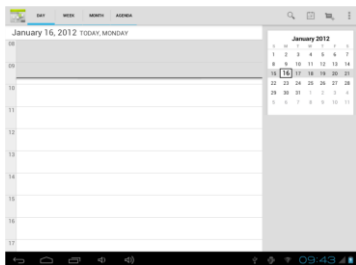 DAY WEEK MONTH AGENDA
January 16, 2012 TODAY, MONDAY
08
09
10
11
12
13
14
15
16
17
January 2012
S M T W T F S
1 2 3 4 5 6 7
8 9 10 11 12 13 14
15 16 17 18 19 20 21
22 23 24 25 26 27 28
29 30 31 1 2 3 4
5 6 7 8 9 10 11
09:43